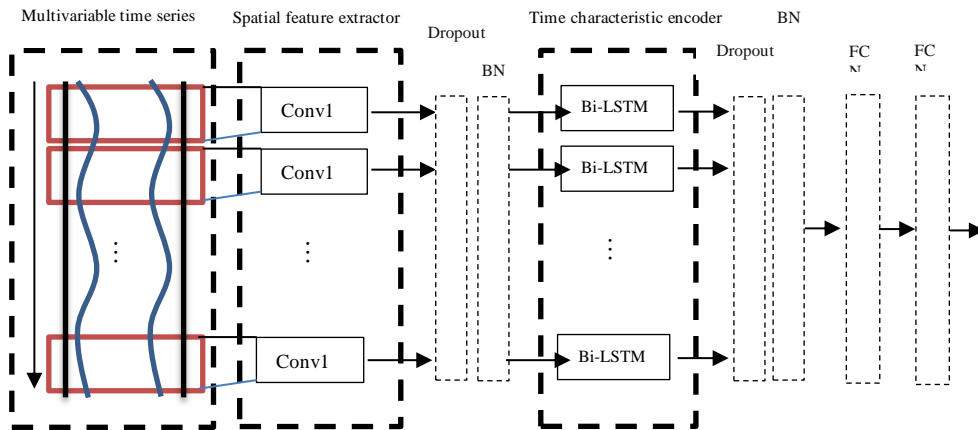 Multivariable time series
Spatial feature extractor
Dropout
BN
Time characteristic encoder
Dropout
BN
FC
N
FC
N
Conv1
Conv1
⋮
Conv1
Bi-LSTM
Bi-LSTM
⋮
Bi-LSTM
⋮